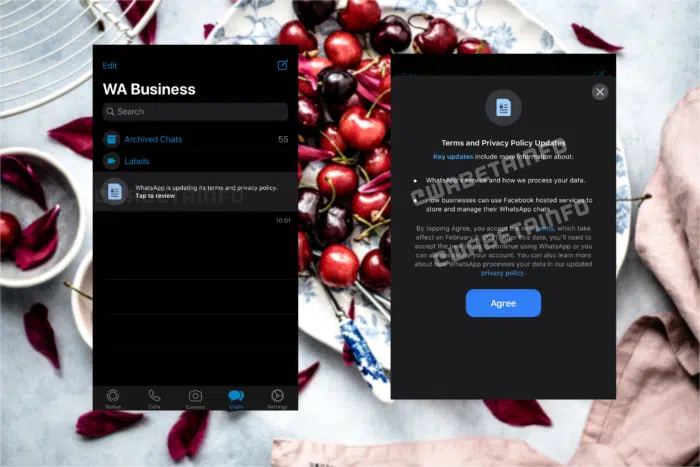 Edit
WA Business
Search
Archived Chats 55
Labels
WhatsApp is updating its terms and privacy policy.
Tap to review
10:01
Status Calls Camera Chats Settings
©WABETAINFO
Terms and Privacy Policy Updates
Key updates include more information about:
WhatsApp's service and how we process your data.
How businesses can use Facebook hosted services to
store and manage their WhatsApp chats.
By tapping Agree, you accept the new terms, which take
effect on February 8, 2021. After this date, you'll need to
accept the new terms to continue using WhatsApp or you
can always delete your account. You can also learn more
about how WhatsApp processes your data in our updated
privacy policy.
Agree
©WABETAINFO
©WABETAINFO
©WABETAINFO